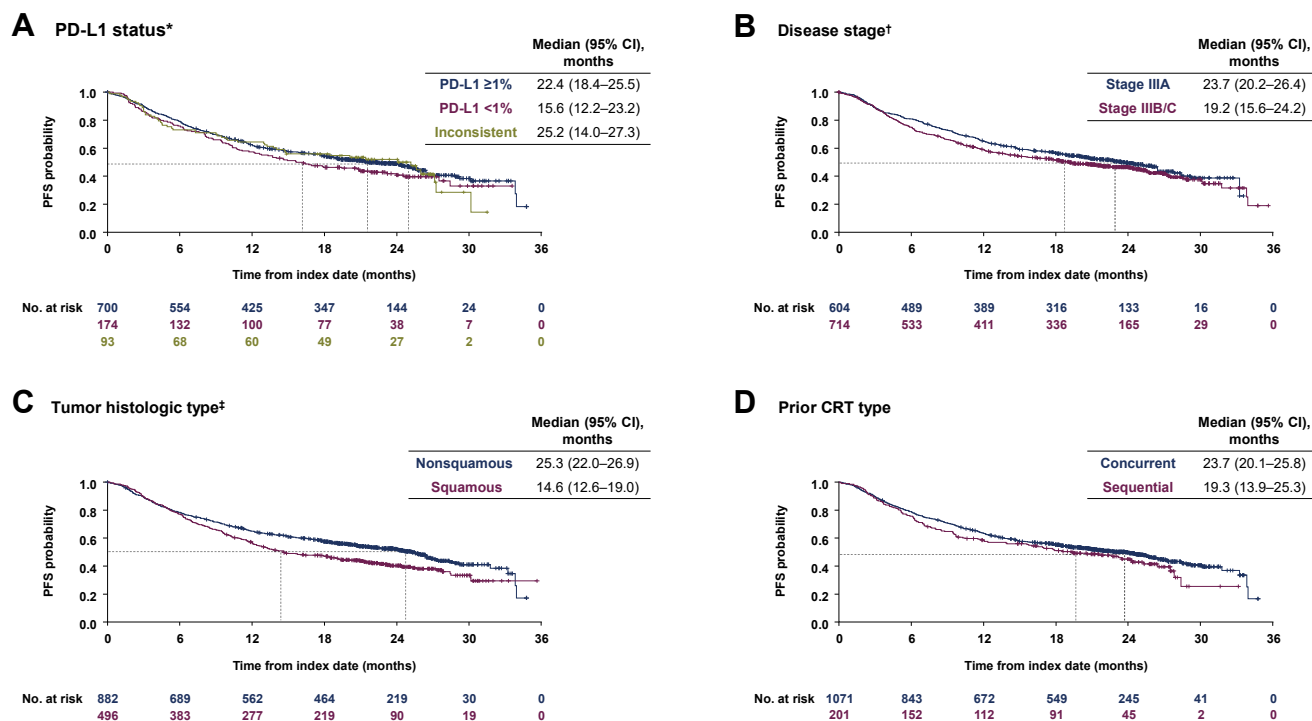 A PD-L1 status*
Median (95% CI),
months
PD-L1 ≥1% 22.4 (18.4–25.5)
PD-L1 <1% 15.6 (12.2–23.2)
Inconsistent 25.2 (14.0–27.3)
PFS probability
1.0
0.8
0.6
0.4
0.2
0.0
0 6 12 18 24 30 36
Time from index date (months)
No. at risk 700 554 425 347 144 24 0
174 132 100 77 38 7 0
93 68 60 49 27 2 0
B Disease stage†
Median (95% CI),
months
Stage IIIA 23.7 (20.2–26.4)
Stage IIIB/C 19.2 (15.6–24.2)
PFS probability
1.0
0.8
0.6
0.4
0.2
0.0
0 6 12 18 24 30 36
Time from index date (months)
604 489 389 316 133 16 0
714 533 411 336 165 29 0
C Tumor histologic type‡
Median (95% CI),
months
Nonsquamous 25.3 (22.0–26.9)
Squamous 14.6 (12.6–19.0)
PFS probability
1.0
0.8
0.6
0.4
0.2
0.0
0 6 12 18 24 30 36
Time from index date (months)
No. at risk 882 689 562 464 219 30 0
496 383 277 219 90 19 0
D Prior CRT type
Median (95% CI),
months
Concurrent 23.7 (20.1–25.8)
Sequential 19.3 (13.9–25.3)
PFS probability
1.0
0.8
0.6
0.4
0.2
0.0
0 6 12 18 24 30 36
Time from index date (months)
No. at risk 1071 843 672 549 245 41 0
201 152 112 91 45 2 0